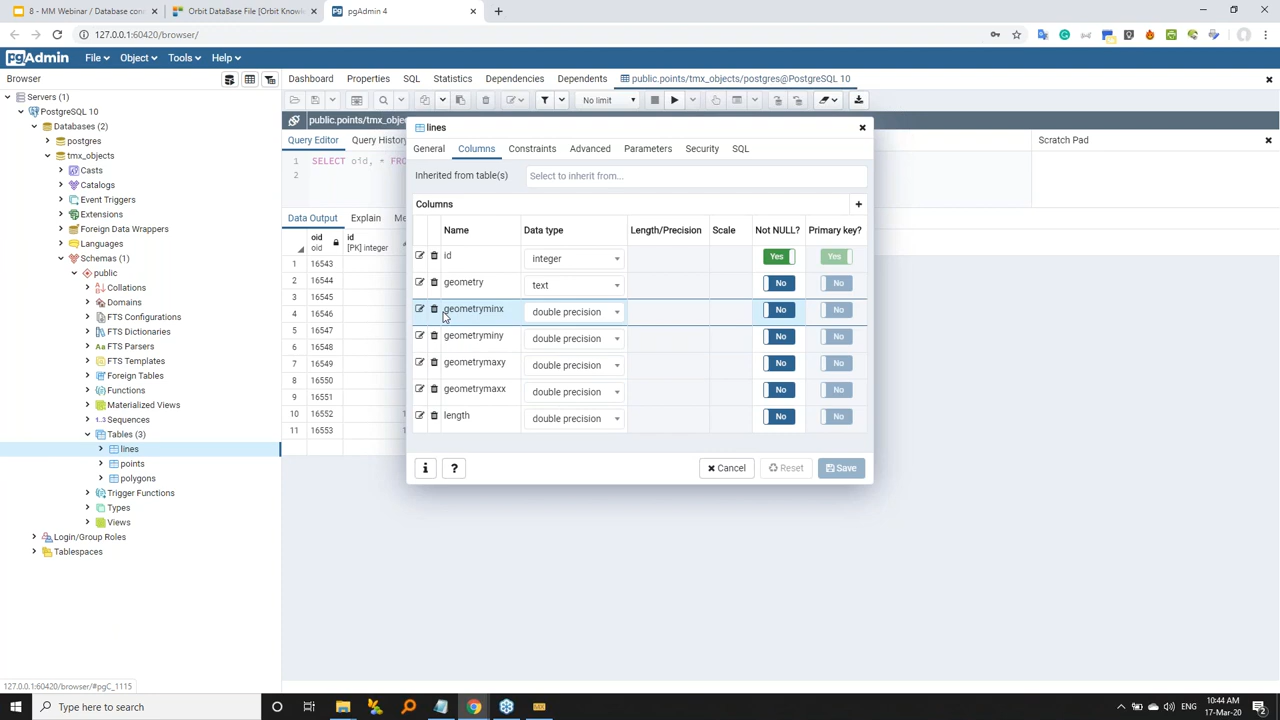 8 - MM Webinar / Database con
Orbit DataBase File [Orbit Knowle
pgAdmin 4
127.0.0.1:60420/browser/
pgAdmin
File
Object
Tools
Help
Browser
Dashboard
Properties
SQL
Statistics
Dependencies
Dependents
public.points/tmx_objects/postgres@PostgreSQL 10
Servers (1)
PostgreSQL 10
Databases (2)
postgres
tmx_objects
Casts
Catalogs
Event Triggers
Extensions
Foreign Data Wrappers
Languages
Schemas (1)
public
Collations
Domains
FTS Configurations
FTS Dictionaries
FTS Parsers
FTS Templates
Foreign Tables
Functions
Materialized Views
Sequences
Tables (3)
lines
points
polygons
Trigger Functions
Types
Views
Login/Group Roles
Tablespaces
127.0.0.1:60420/browser/#pgC_1115
No limit
public.points/tmx_obje
Query Editor
Query History
Scratch Pad
1 SELECT oid, * FRO
2
Data Output
Explain
Me
oid
oid
id
[PK] integer
1 16543
2 16544
3 16545
4 16546
5 16547
6 16548
7 16549
8 16550
9 16551
10 16552 1
11 16553 1
lines
General
Columns
Constraints
Advanced
Parameters
Security
SQL
Inherited from table(s)
Select to inherit from...
Columns
Name Data type Length/Precision Scale Not NULL? Primary key?
id integer Yes Yes
geometry text No No
geometryminx double precision No No
geometryminy double precision No No
geometrymaxy double precision No No
geometrymaxx double precision No No
length double precision No No
i
?
Cancel
Reset
Save
Type here to search
10:44 AM
17-Mar-20
2